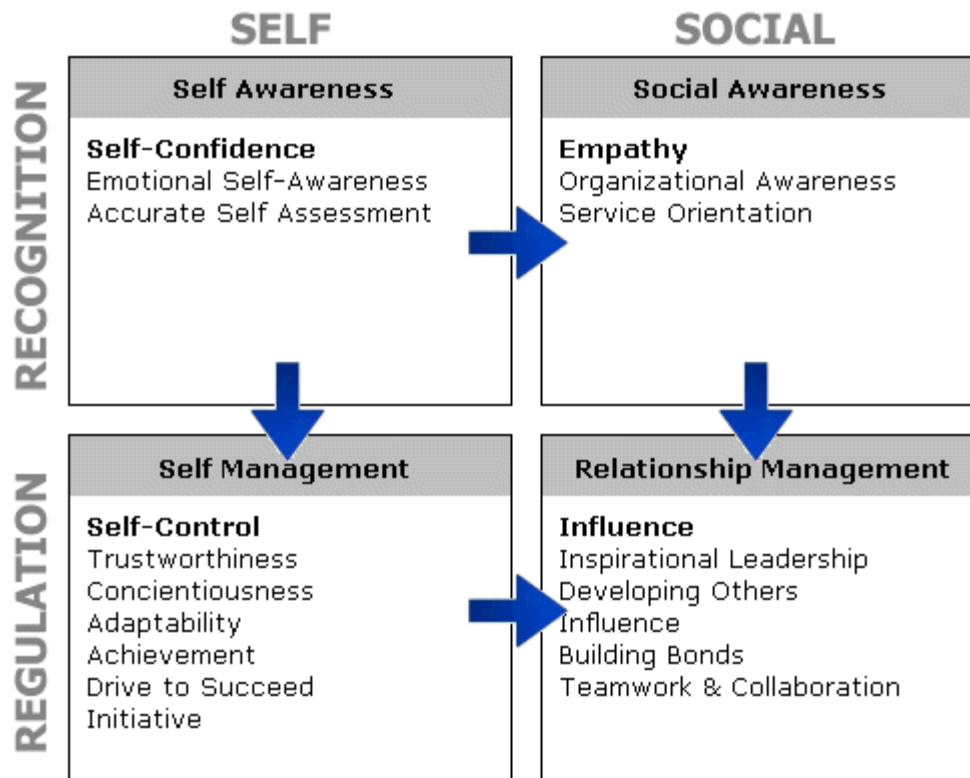 SELF
SOCIAL
RECOGNITION
Self Awareness
Self-Confidence
Emotional Self-Awareness
Accurate Self Assessment
Social Awareness
Empathy
Organizational Awareness
Service Orientation
REGULATION
Self Management
Self-Control
Trustworthiness
Concientiousness
Adaptability
Achievement
Drive to Succeed
Initiative
Relationship Management
Influence
Inspirational Leadership
Developing Others
Influence
Building Bonds
Teamwork & Collaboration